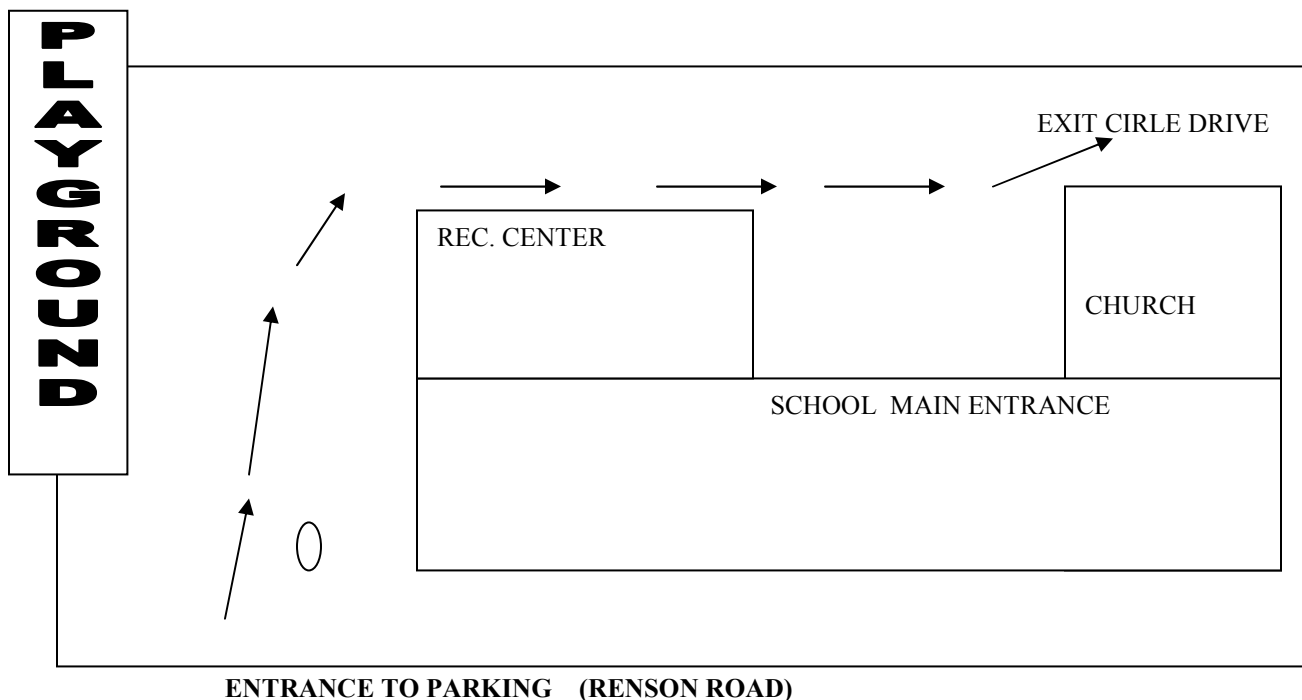 PLAYGROUND
EXIT CIRLE DRIVE
REC. CENTER
CHURCH
SCHOOL MAIN ENTRANCE
ENTRANCE TO PARKING (RENSON ROAD)